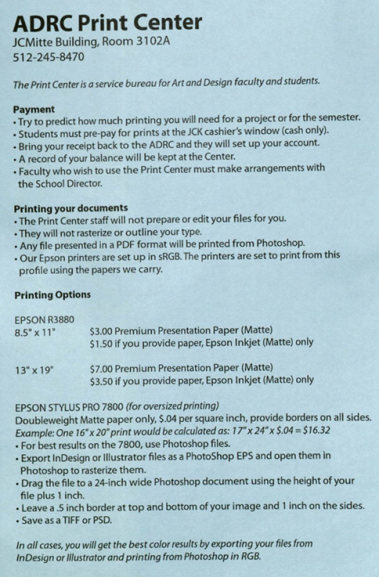 ADRC Print Center
JCMitte Building, Room 3102A
512-245-8470
The Print Center is a service bureau for Art and Design faculty and students.
Payment
• Try to predict how much printing you will need for a project or for the semester.
• Students must pre-pay for prints at the JCK cashier's window (cash only).
• Bring your receipt back to the ADRC and they will set up your account.
• A record of your balance will be kept at the Center.
• Faculty who wish to use the Print Center must make arrangements with
the School Director.
Printing your documents
• The Print Center staff will not prepare or edit your files for you.
• They will not rasterize or outline your type.
• Any file presented in a PDF format will be printed from Photoshop.
• Our Epson printers are set up in sRGB. The printers are set to print from this
profile using the papers we carry.
Printing Options
EPSON R3880
8.5" x 11" $3.00 Premium Presentation Paper (Matte)
$1.50 if you provide paper, Epson Inkjet (Matte) only
13" x 19" $7.00 Premium Presentation Paper (Matte)
$3.50 if you provide paper, Epson Inkjet (Matte) only
EPSON STYLUS PRO 7800 (for oversized printing)
Doubleweight Matte paper only, $.04 per square inch, provide borders on all sides.
Example: One 16" x 20" print would be calculated as: 17" x 24" x $.04 = $16.32
• For best results on the 7800, use Photoshop files.
• Export InDesign or Illustrator files as a PhotoShop EPS and open them in
Photoshop to rasterize them.
• Drag the file to a 24-inch wide Photoshop document using the height of your
file plus 1 inch.
• Leave a .5 inch border at top and bottom of your image and 1 inch on the sides.
• Save as a TIFF or PSD.
In all cases, you will get the best color results by exporting your files from
InDesign or Illustrator and printing from Photoshop in RGB.